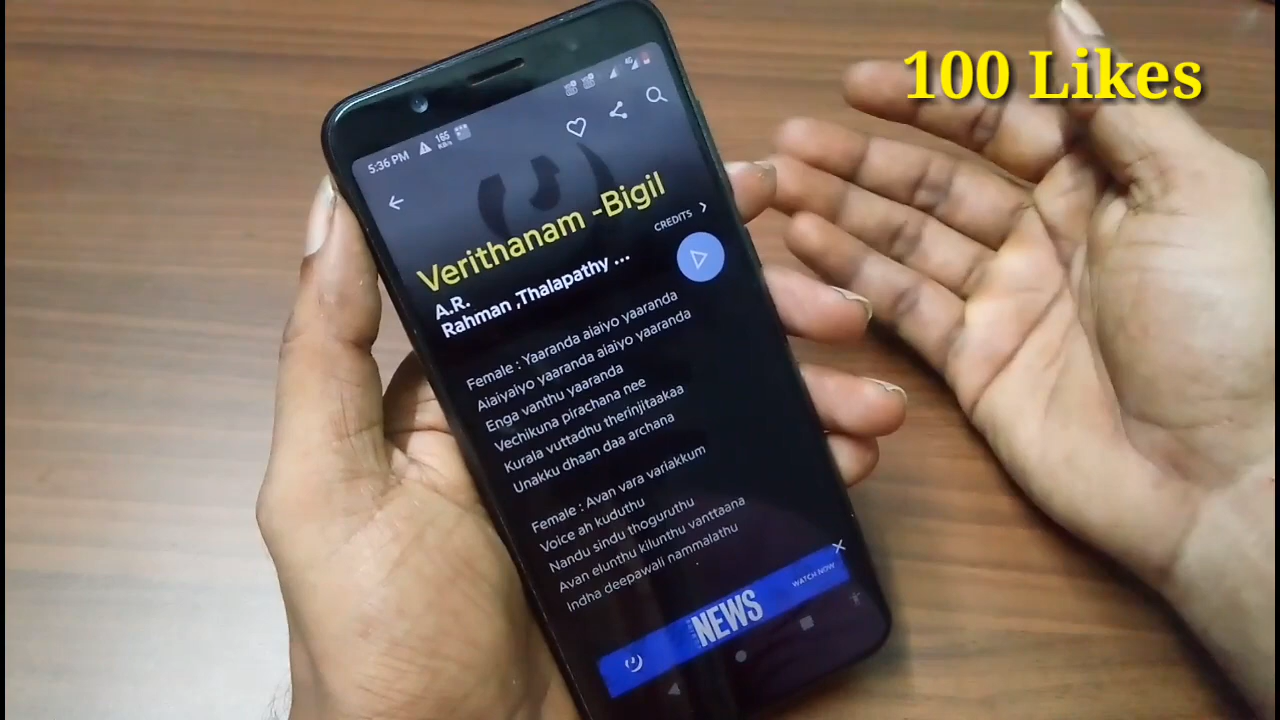 100 Likes
5:36 PM
165
KB/s
Verithanam -Bigil
CREDITS
A.R.
Rahman ,Thalapathy ...
Female : Yaaranda aiaiyo yaaranda
Aiaiyaiyo yaaranda aiaiyo yaaranda
Enga vanthu yaaranda
Vechikuna pirachana nee
Kurala vuttadhu therinjitaakaa
Unakku dhaan daa archana
Female : Avan vara variakkum
Voice ah kuduthu
Nandu sindu thoguruthu
Avan elunthu kilunthu vanttaana
Indha deepawali nammalathu
NEWS
WATCH NOW